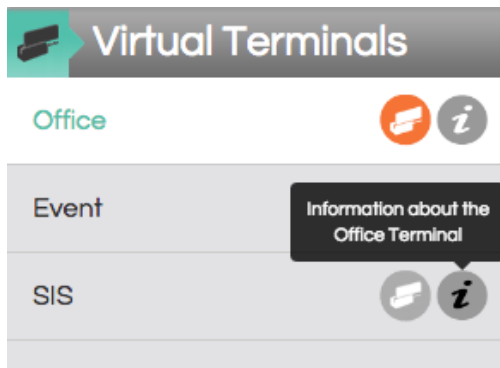 Virtual Terminals
Office
i
Event
Information about the
Office Terminal
SIS
i